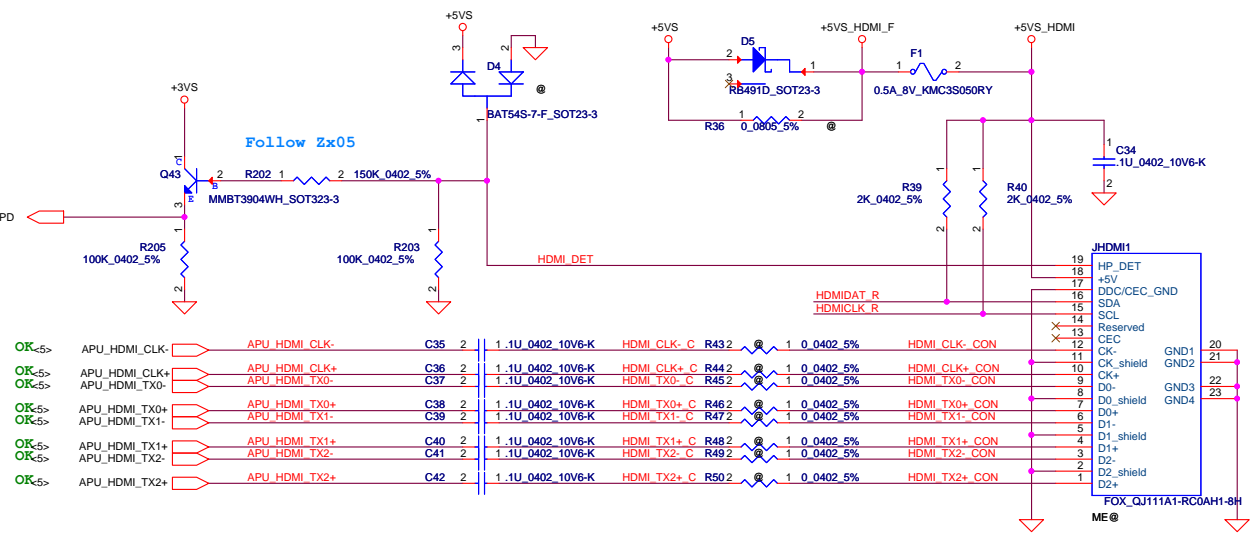 +5VS
3
2
D4
@
BAT54S-7-F_SOT23-3
1
+5VS
+5VS_HDMI_F
+5VS_HDMI
D5
2
1
3
RB491D_SOT23-3
F1
1
2
0.5A_8V_KMC3S050RY
1
2
R36
0_0805_5%
@
+3VS
Follow Zx05
1
C
Q43
2
B
E
3
R202
1
2
150K_0402_5%
MMBT3904WH_SOT323-3
PD
1
R205
100K_0402_5%
2
1
R203
100K_0402_5%
2
1
C34
.1U_0402_10V6-K
2
1
R39
2K_0402_5%
2
1
R40
2K_0402_5%
2
HDMI_DET
HDMIDAT_R
HDMICLK_R
JHDMI1
19 HP_DET
18 +5V
17 DDC/CEC_GND
16 SDA
15 SCL
14 Reserved
13 CEC
12 CK-
11 CK_shield
10 CK+
9 D0-
8 D0_shield
7 D0+
6 D1-
5 D1_shield
4 D1+
3 D2-
2 D2_shield
1 D2+
GND1 20
GND2 21
GND3 22
GND4 23
FOX_QJ111A1-RC0AH1-8H
ME@
OK <5> APU_HDMI_CLK- APU_HDMI_CLK- C35 2 1 .1U_0402_10V6-K HDMI_CLK-_C R43 2 @ 1 0_0402_5% HDMI_CLK-_CON
OK <5> APU_HDMI_CLK+ APU_HDMI_CLK+ C36 2 1 .1U_0402_10V6-K HDMI_CLK+_C R44 2 @ 1 0_0402_5% HDMI_CLK+_CON
OK <5> APU_HDMI_TX0- APU_HDMI_TX0- C37 2 1 .1U_0402_10V6-K HDMI_TX0-_C R45 2 @ 1 0_0402_5% HDMI_TX0-_CON
OK <5> APU_HDMI_TX0+ APU_HDMI_TX0+ C38 2 1 .1U_0402_10V6-K HDMI_TX0+_C R46 2 @ 1 0_0402_5% HDMI_TX0+_CON
OK <5> APU_HDMI_TX1- APU_HDMI_TX1- C39 2 1 .1U_0402_10V6-K HDMI_TX1-_C R47 2 @ 1 0_0402_5% HDMI_TX1-_CON
OK <5> APU_HDMI_TX1+ APU_HDMI_TX1+ C40 2 1 .1U_0402_10V6-K HDMI_TX1+_C R48 2 @ 1 0_0402_5% HDMI_TX1+_CON
OK <5> APU_HDMI_TX2- APU_HDMI_TX2- C41 2 1 .1U_0402_10V6-K HDMI_TX2-_C R49 2 @ 1 0_0402_5% HDMI_TX2-_CON
OK <5> APU_HDMI_TX2+ APU_HDMI_TX2+ C42 2 1 .1U_0402_10V6-K HDMI_TX2+_C R50 2 @ 1 0_0402_5% HDMI_TX2+_CON